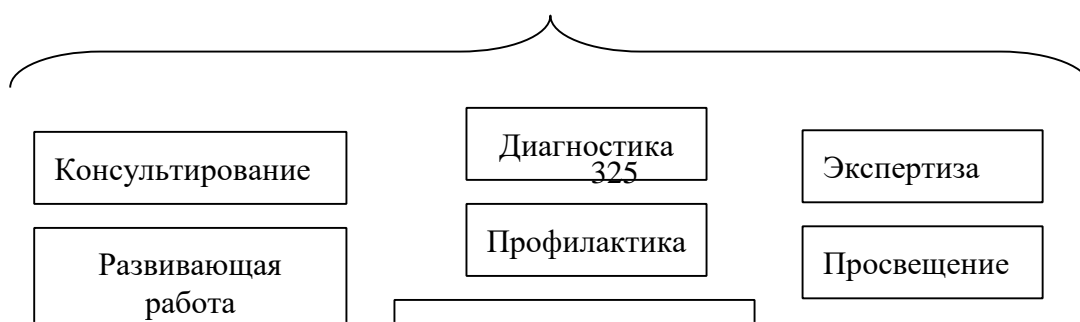 Диагностика
325
Консультирование
Экспертиза
Профилактика
Развивающая
работа
Просвещение